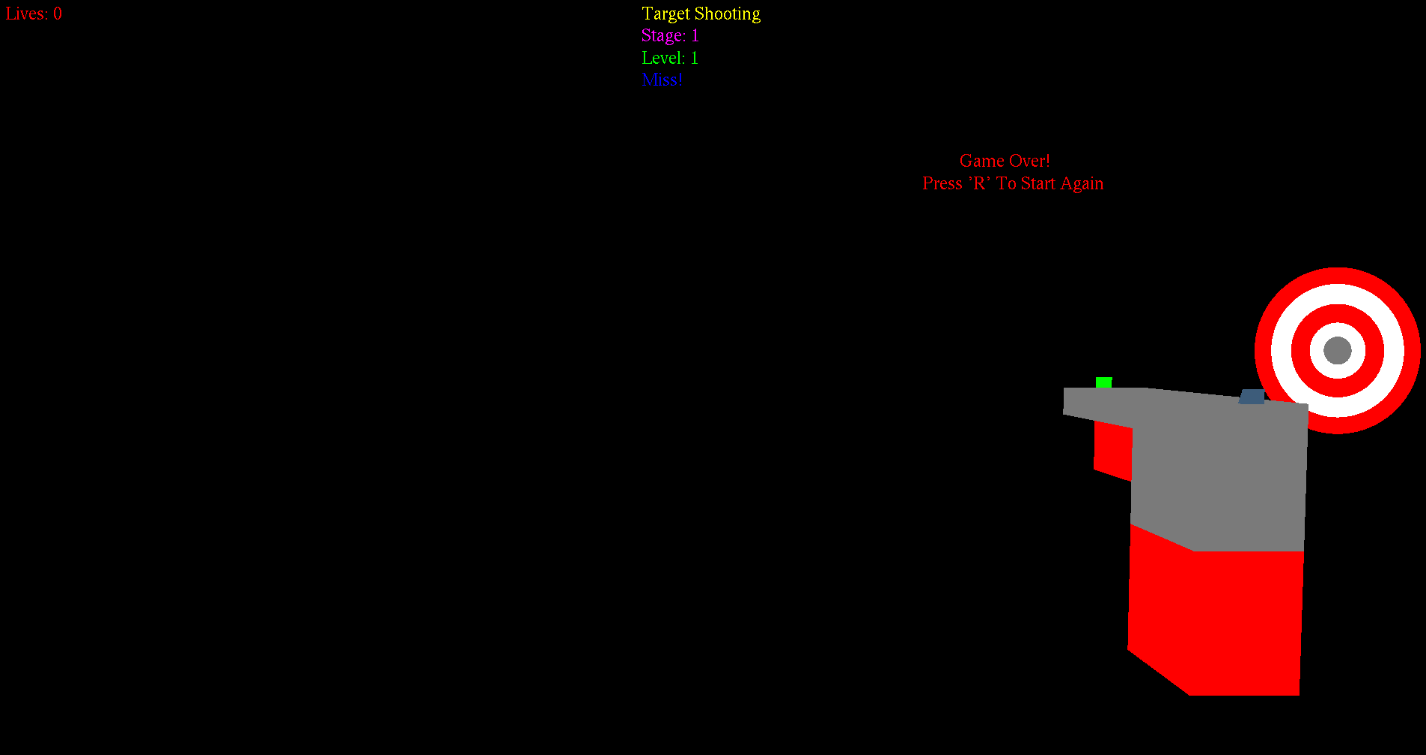 Lives: 0
Target Shooting
Stage: 1
Level: 1
Miss!
Game Over!
Press 'R' To Start Again